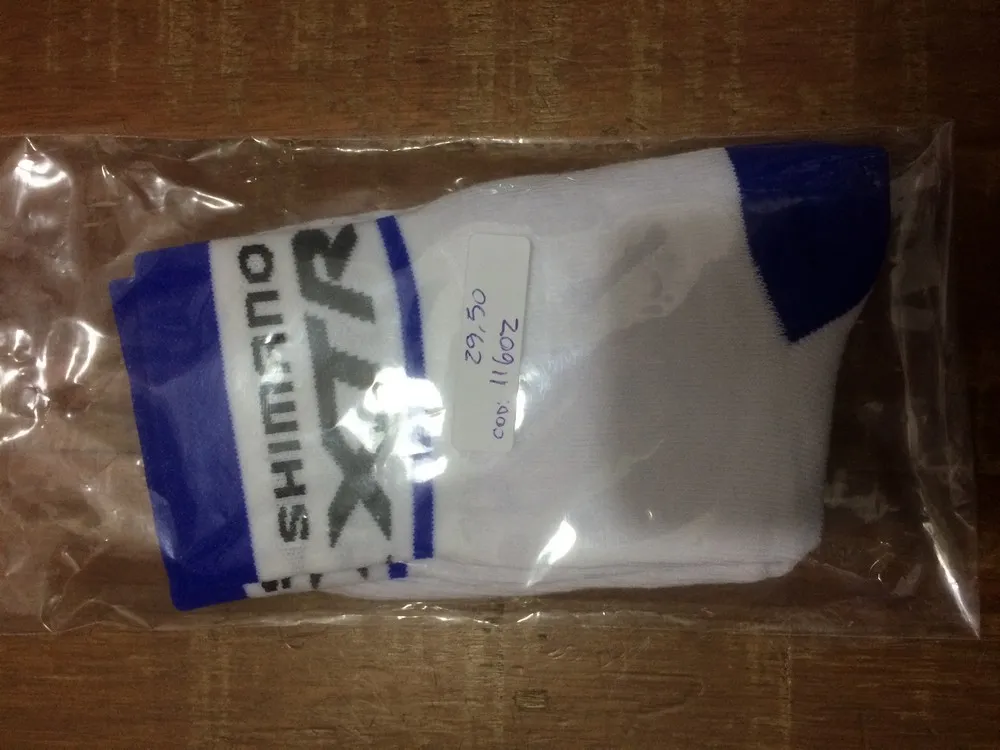 SHIMANO
XTR
29,50
COD: 11602